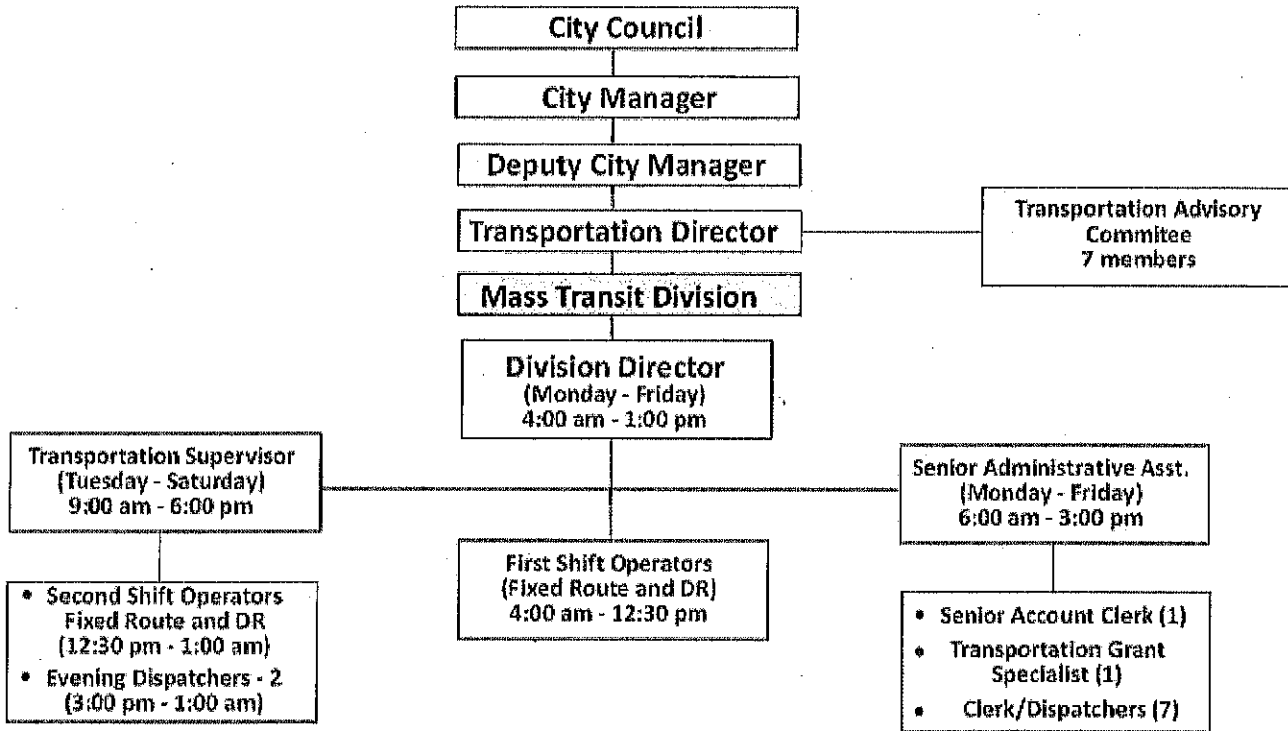 City Council
City Manager
Deputy City Manager
Transportation Director
Transportation Advisory
Commitee
7 members
Mass Transit Division
Division Director
(Monday - Friday)
4:00 am - 1:00 pm
Transportation Supervisor
(Tuesday - Saturday)
9:00 am - 6:00 pm
Senior Administrative Asst.
(Monday - Friday)
6:00 am - 3:00 pm
First Shift Operators
(Fixed Route and DR)
4:00 am - 12:30 pm
• Second Shift Operators
Fixed Route and DR
(12:30 pm - 1:00 am)
• Evening Dispatchers - 2
(3:00 pm - 1:00 am)
• Senior Account Clerk (1)
• Transportation Grant
Specialist (1)
• Clerk/Dispatchers (7)